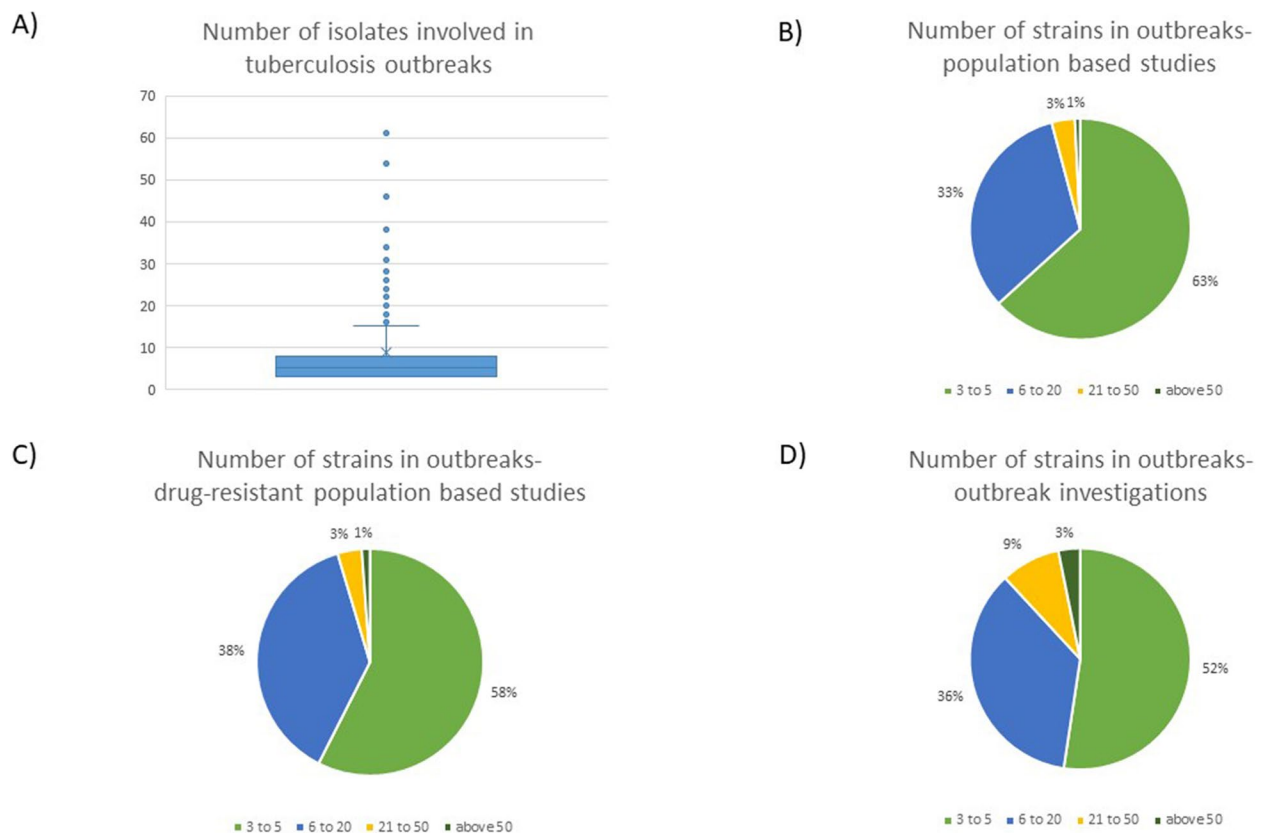 A)
Number of isolates involved in
tuberculosis outbreaks
70
60
50
40
30
20
10
0
B)
Number of strains in outbreaks-
population based studies
3% 1%
33%
63%
3 to 5 6 to 20 21 to 50 above 50
C)
Number of strains in outbreaks-
drug-resistant population based studies
3% 1%
38%
58%
3 to 5 6 to 20 21 to 50 above 50
D)
Number of strains in outbreaks-
outbreak investigations
3%
9%
52%
36%
3 to 5 6 to 20 21 to 50 above 50